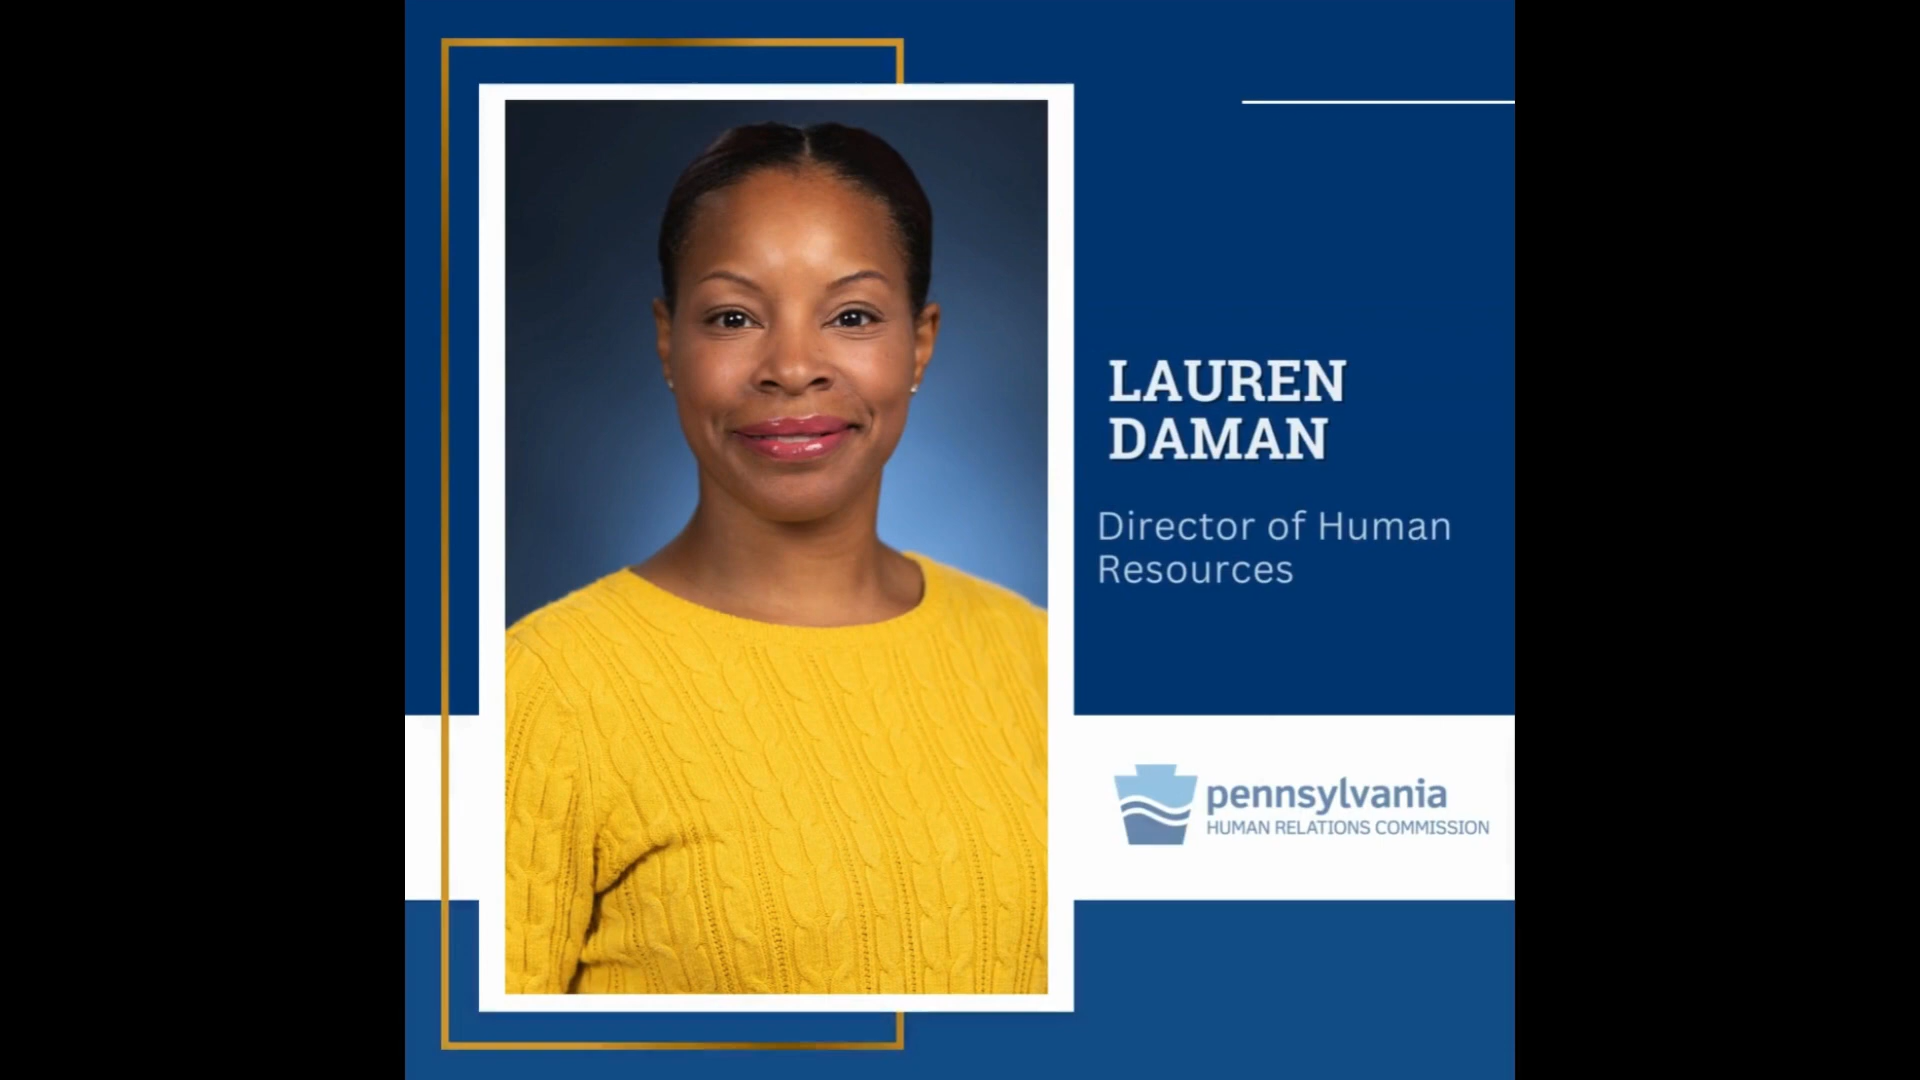 LAUREN
DAMAN
Director of Human
Resources
pennsylvania
HUMAN RELATIONS COMMISSION